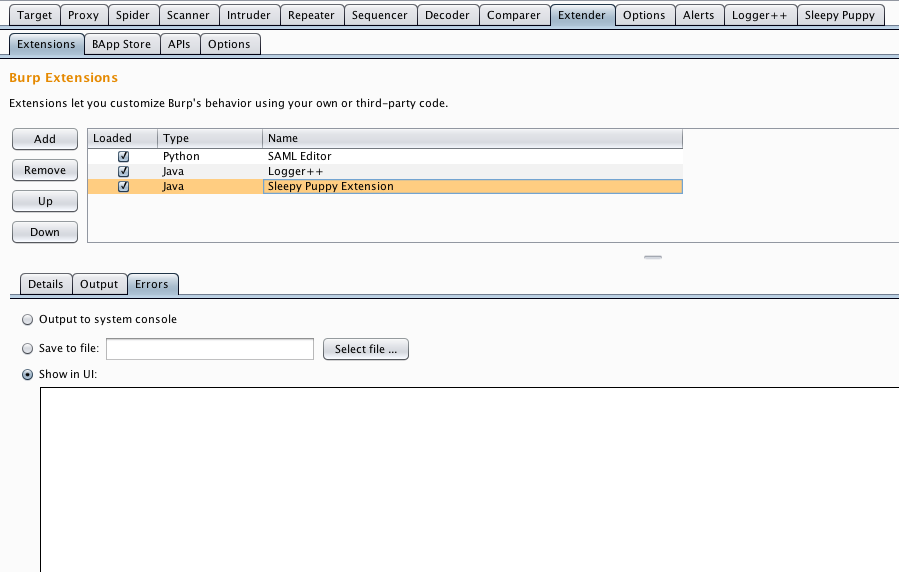 Target Proxy Spider Scanner Intruder Repeater Sequencer Decoder Comparer Extender Options Alerts Logger++ Sleepy Puppy
Extensions BApp Store APIs Options
Burp Extensions
Extensions let you customize Burp's behavior using your own or third-party code.
Add
Remove
Up
Down
Loaded Type Name
Python SAML Editor
Java Logger++
Java Sleepy Puppy Extension
Details Output Errors
Output to system console
Save to file: Select file ...
Show in UI: